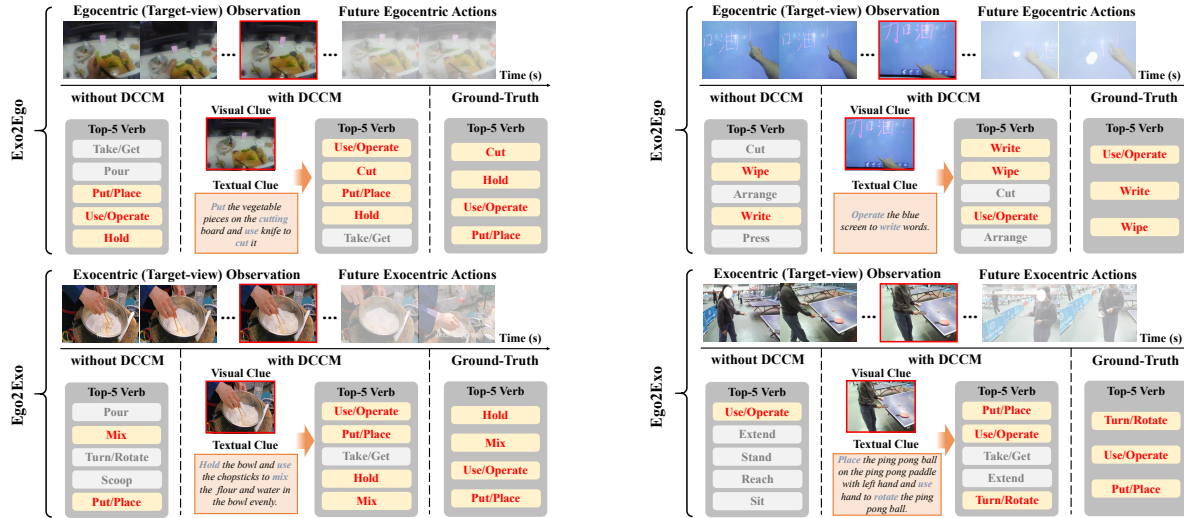 Egocentric (Target-view) Observation
Future Egocentric Actions
加油!
...
...
Time (s)
Exo2Ego
without DCCM
with DCCM
Ground-Truth
Top-5 Verb
Take/Get
Pour
Put/Place
Use/Operate
Hold
Visual Clue
Textual Clue
Put the vegetable
pieces on the cutting
board and use knife to
cut it
Top-5 Verb
Use/Operate
Cut
Put/Place
Hold
Take/Get
Top-5 Verb
Cut
Hold
Use/Operate
Put/Place
Exocentric (Target-view) Observation
Future Exocentric Actions
...
...
Time (s)
Ego2Exo
without DCCM
with DCCM
Ground-Truth
Top-5 Verb
Pour
Mix
Turn/Rotate
Scoop
Put/Place
Visual Clue
Textual Clue
Hold the bowl and use
the chopsticks to mix
the flour and water in
the bowl evenly.
Top-5 Verb
Use/Operate
Put/Place
Take/Get
Hold
Mix
Top-5 Verb
Hold
Mix
Use/Operate
Put/Place
Egocentric (Target-view) Observation
Future Egocentric Actions
...
加油!
...
Time (s)
Exo2Ego
without DCCM
with DCCM
Ground-Truth
Top-5 Verb
Cut
Wipe
Arrange
Write
Press
Visual Clue
加油!
Textual Clue
Operate the blue
screen to write words.
Top-5 Verb
Write
Wipe
Cut
Use/Operate
Arrange
Top-5 Verb
Use/Operate
Write
Wipe
Exocentric (Target-view) Observation
Future Exocentric Actions
...
...
Time (s)
Ego2Exo
without DCCM
with DCCM
Ground-Truth
Top-5 Verb
Use/Operate
Extend
Stand
Reach
Sit
Visual Clue
Textual Clue
Place the ping pong ball
on the ping pong paddle
with left hand and use
hand to rotate the ping
pong ball.
Top-5 Verb
Put/Place
Use/Operate
Take/Get
Extend
Turn/Rotate
Top-5 Verb
Turn/Rotate
Use/Operate
Put/Place